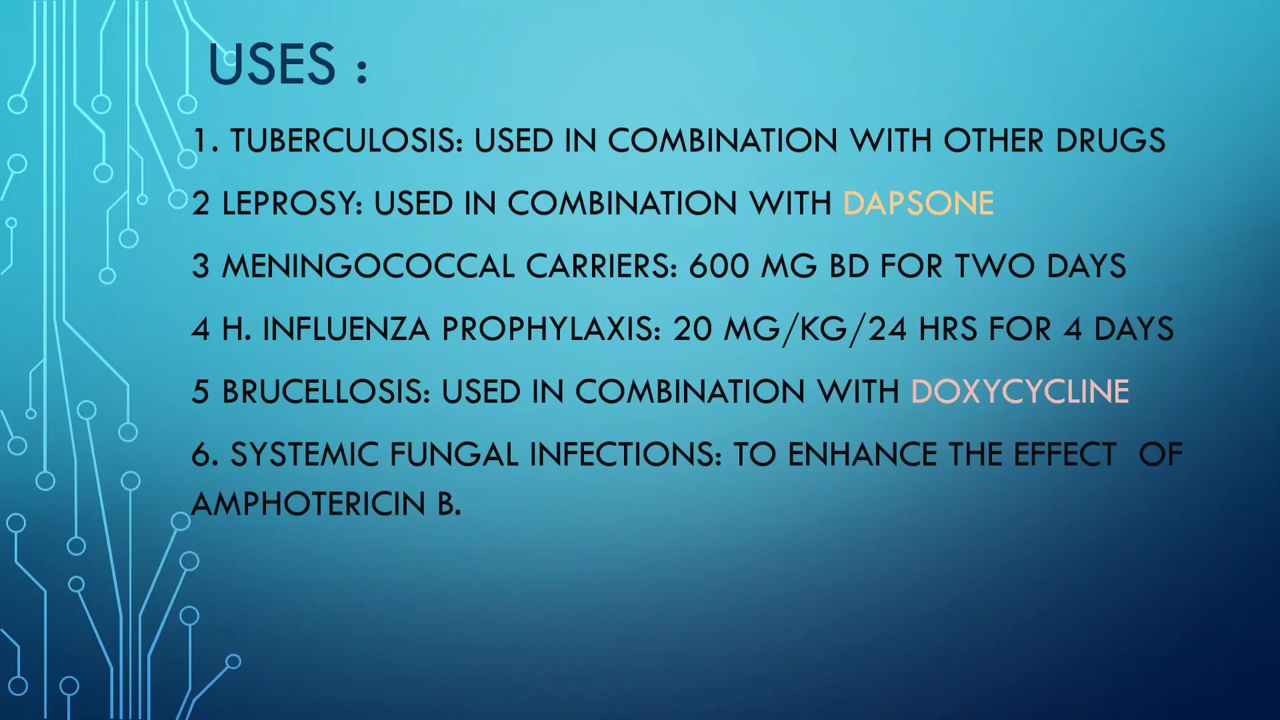 USES :
1. TUBERCULOSIS: USED IN COMBINATION WITH OTHER DRUGS
2 LEPROSY: USED IN COMBINATION WITH DAPSONE
3 MENINGOCOCCAL CARRIERS: 600 MG BD FOR TWO DAYS
4 H. INFLUENZA PROPHYLAXIS: 20 MG/KG/24 HRS FOR 4 DAYS
5 BRUCELLOSIS: USED IN COMBINATION WITH DOXYCYCLINE
6. SYSTEMIC FUNGAL INFECTIONS: TO ENHANCE THE EFFECT OF
AMPHOTERICIN B.